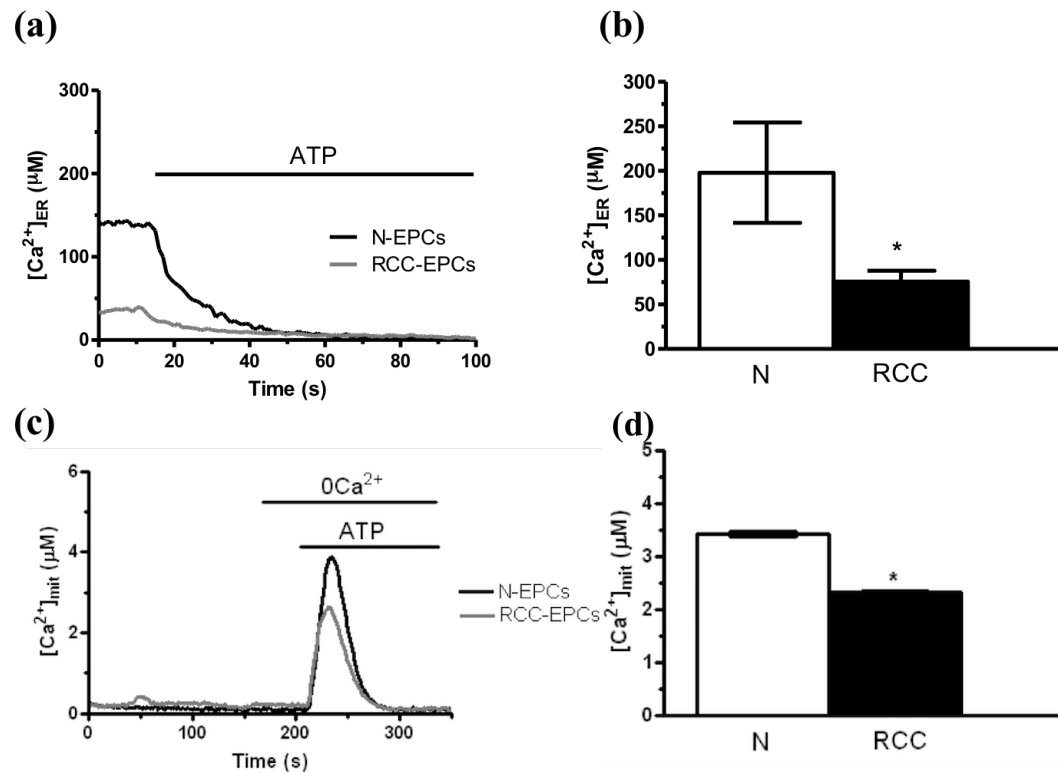 (a)
[Ca²⁺]ER (µM)
300
200
100
0
ATP
N-EPCs
RCC-EPCs
0 20 40 60 80 100
Time (s)
(b)
[Ca²⁺]ER (µM)
300
250
200
150
100
50
0
*
N RCC
(c)
[Ca²⁺]mit (µM)
6
4
2
0
0Ca²⁺
ATP
N-EPCs
RCC-EPCs
0 100 200 300
Time (s)
(d)
[Ca²⁺]mit (µM)
5
4
3
2
1
0
*
N RCC